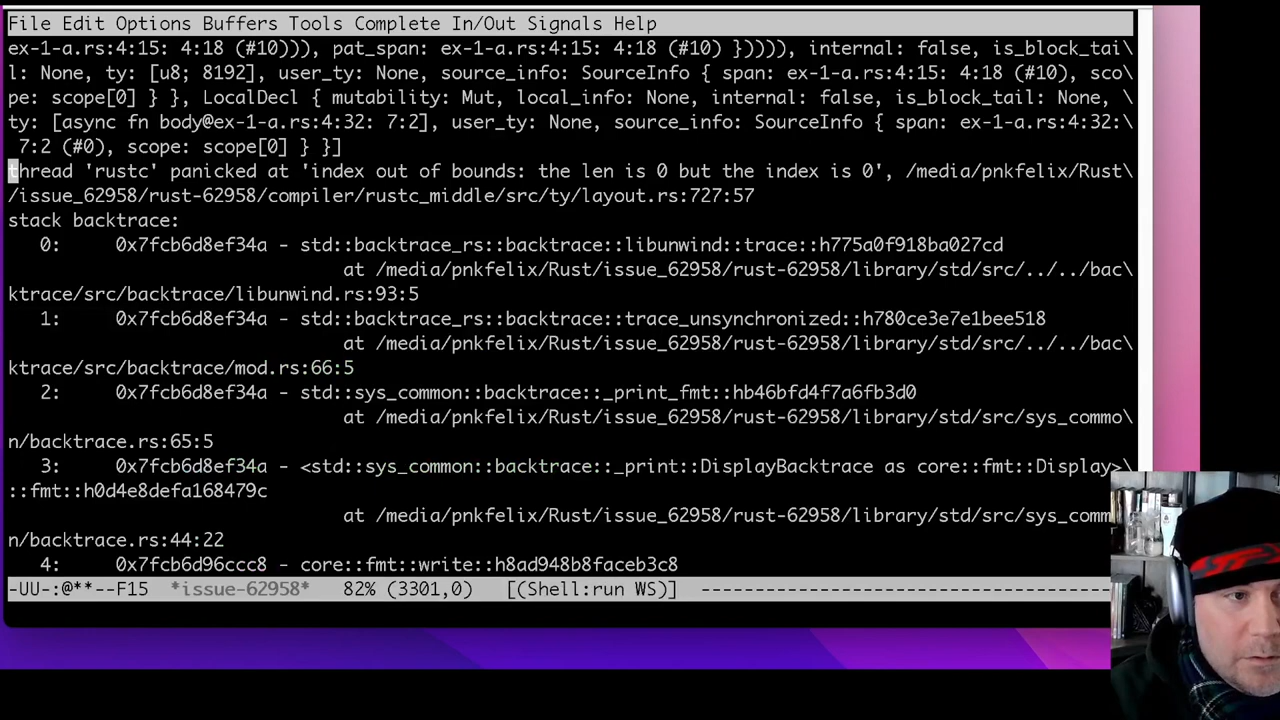 File Edit Options Buffers Tools Complete In/Out Signals Help
ex-1-a.rs:4:15: 4:18 (#10))), pat_span: ex-1-a.rs:4:15: 4:18 (#10) })))), internal: false, is_block_tai\
l: None, ty: [u8; 8192], user_ty: None, source_info: SourceInfo { span: ex-1-a.rs:4:15: 4:18 (#10), sco\
pe: scope[0] } }, LocalDecl { mutability: Mut, local_info: None, internal: false, is_block_tail: None, \
ty: [async fn body@ex-1-a.rs:4:32: 7:2], user_ty: None, source_info: SourceInfo { span: ex-1-a.rs:4:32:\
 7:2 (#0), scope: scope[0] } }]
thread 'rustc' panicked at 'index out of bounds: the len is 0 but the index is 0', /media/pnkfelix/Rust\
/issue_62958/rust-62958/compiler/rustc_middle/src/ty/layout.rs:727:57
stack backtrace:
0: 0x7fcb6d8ef34a - std::backtrace_rs::backtrace::libunwind::trace::h775a0f918ba027cd
at /media/pnkfelix/Rust/issue_62958/rust-62958/library/std/src/../../bac\
ktrace/src/backtrace/libunwind.rs:93:5
1: 0x7fcb6d8ef34a - std::backtrace_rs::backtrace::trace_unsynchronized::h780ce3e7e1bee518
at /media/pnkfelix/Rust/issue_62958/rust-62958/library/std/src/../../bac\
ktrace/src/backtrace/mod.rs:66:5
2: 0x7fcb6d8ef34a - std::sys_common::backtrace::_print_fmt::hb46bfd4f7a6fb3d0
at /media/pnkfelix/Rust/issue_62958/rust-62958/library/std/src/sys_commo\
n/backtrace.rs:65:5
3: 0x7fcb6d8ef34a - <std::sys_common::backtrace::_print::DisplayBacktrace as core::fmt::Display>\
::fmt::h0d4e8defa168479c
at /media/pnkfelix/Rust/issue_62958/rust-62958/library/std/src/sys_comm
n/backtrace.rs:44:22
4: 0x7fcb6d96ccc8 - core::fmt::write::h8ad948b8faceb3c8
-UU-:@**--F15 *issue-62958* 82% (3301,0) [(Shell:run WS)] ------------------------------------